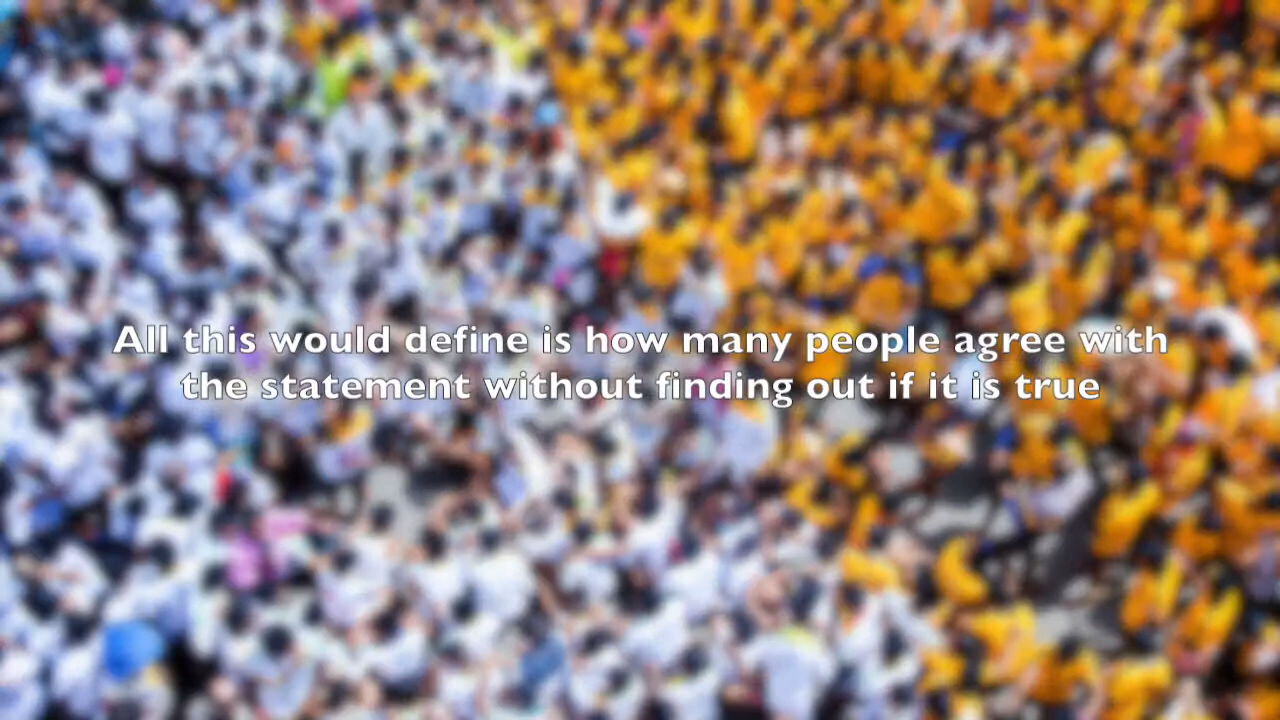 All this would define is how many people agree with
the statement without finding out if it is true